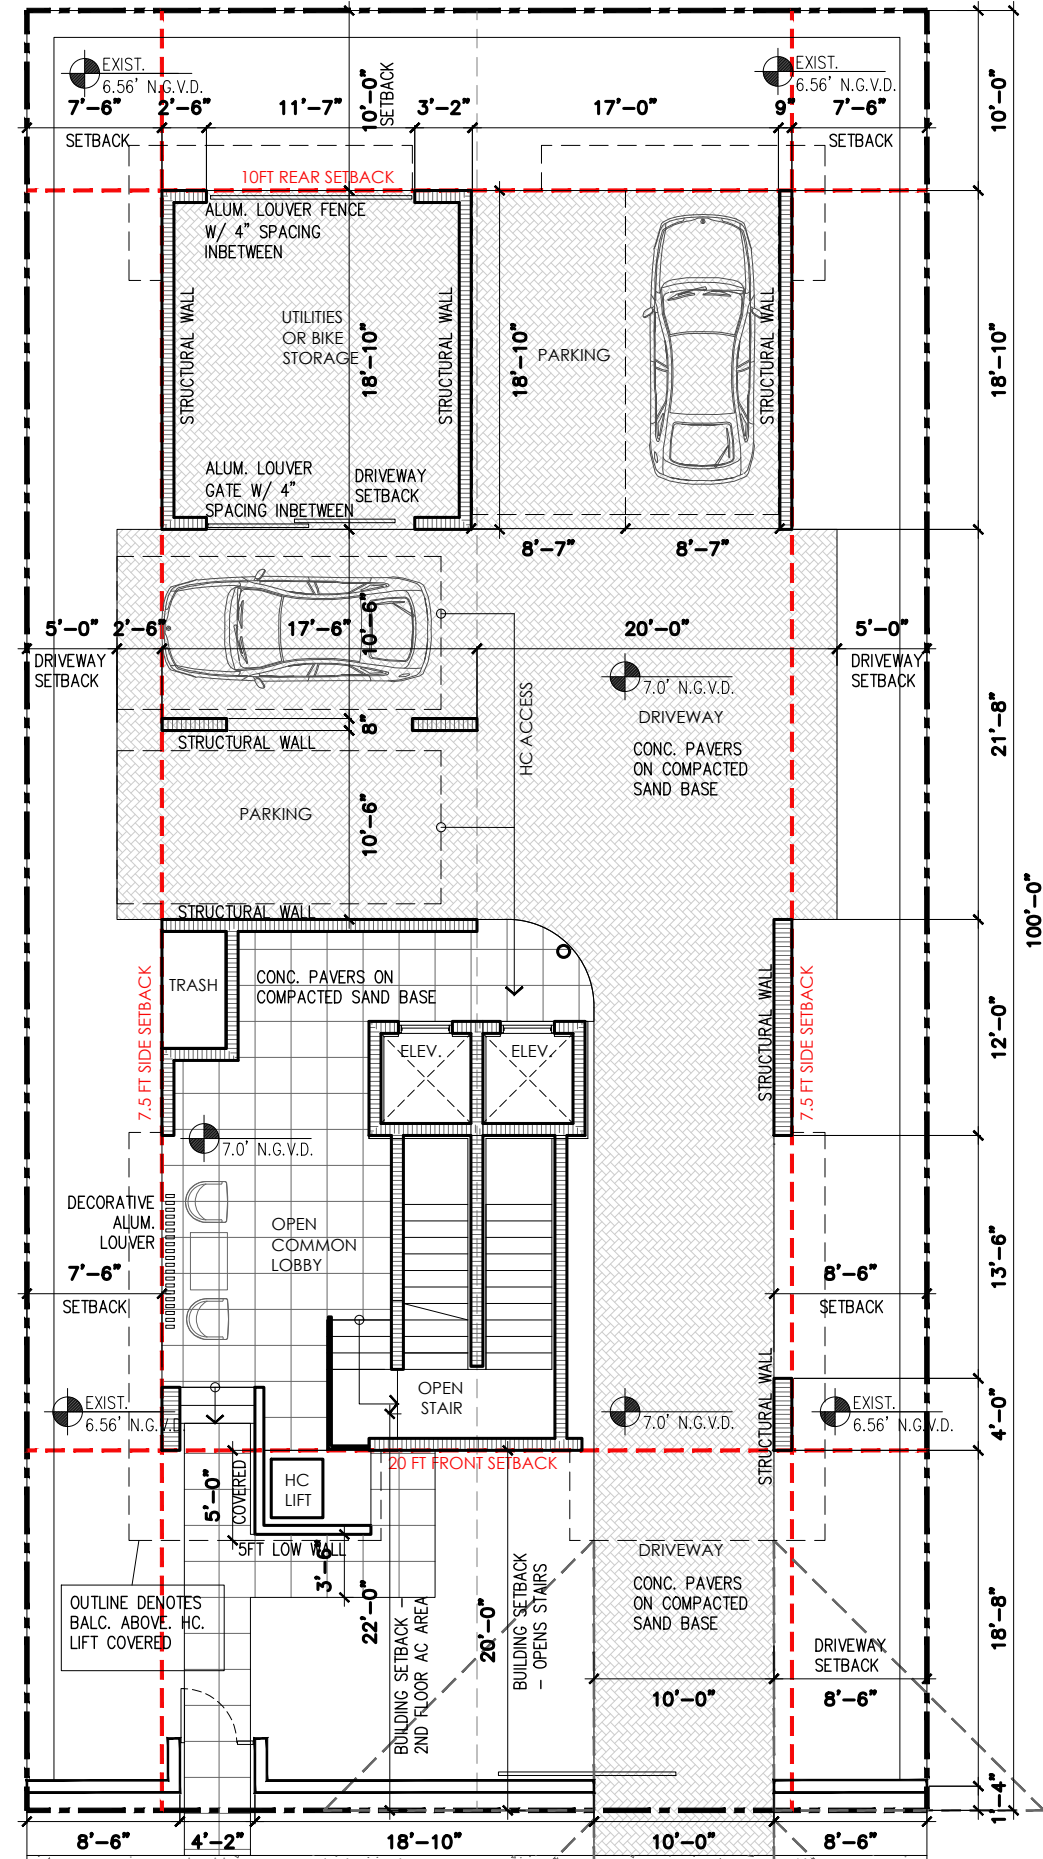 EXIST.
6.56' N.G.V.D.
EXIST.
6.56' N.G.V.D.
7'-6"
2'-6"
11'-7"
10'-0"
SETBACK
3'-2"
17'-0"
9"
7'-6"
10'-0"
SETBACK
SETBACK
10FT REAR SETBACK
ALUM. LOUVER FENCE
W/ 4" SPACING
INBETWEEN
STRUCTURAL WALL
UTILITIES
OR BIKE
STORAGE
18'-10"
STRUCTURAL WALL
18'-10"
PARKING
STRUCTURAL WALL
18'-10"
ALUM. LOUVER
GATE W/ 4"
SPACING INBETWEEN
DRIVEWAY
SETBACK
8'-7"
8'-7"
5'-0"
2'-6"
17'-6"
10'-6"
20'-0"
5'-0"
DRIVEWAY
SETBACK
DRIVEWAY
SETBACK
7.0' N.G.V.D.
HC ACCESS
8"
STRUCTURAL WALL
DRIVEWAY
CONC. PAVERS
ON COMPACTED
SAND BASE
21'-8"
PARKING
10'-6"
STRUCTURAL WALL
100'-0"
TRASH
CONC. PAVERS ON
COMPACTED SAND BASE
7.5 FT SIDE SETBACK
STRUCTURAL WALL
7.5 FT SIDE SETBACK
12'-0"
ELEV.
ELEV.
7.0' N.G.V.D.
DECORATIVE
ALUM.
LOUVER
OPEN
COMMON
LOBBY
7'-6"
SETBACK
8'-6"
SETBACK
13'-6"
EXIST.
6.56' N.G.V.D.
OPEN
STAIR
7.0' N.G.V.D.
STRUCTURAL WALL
EXIST.
6.56' N.G.V.D.
4'-0"
20 FT FRONT SETBACK
5'-0"
COVERED
HC
LIFT
5FT LOW WALL
3'-6"
DRIVEWAY
CONC. PAVERS
ON COMPACTED
SAND BASE
OUTLINE DENOTES
BALC. ABOVE. HC.
LIFT COVERED
22'-0"
BUILDING SETBACK -
2ND FLOOR AC AREA
20'-0"
BUILDING SETBACK
- OPENS STAIRS
18'-8"
DRIVEWAY
SETBACK
10'-0"
8'-6"
1'-4"
8'-6"
4'-2"
18'-10"
10'-0"
8'-6"